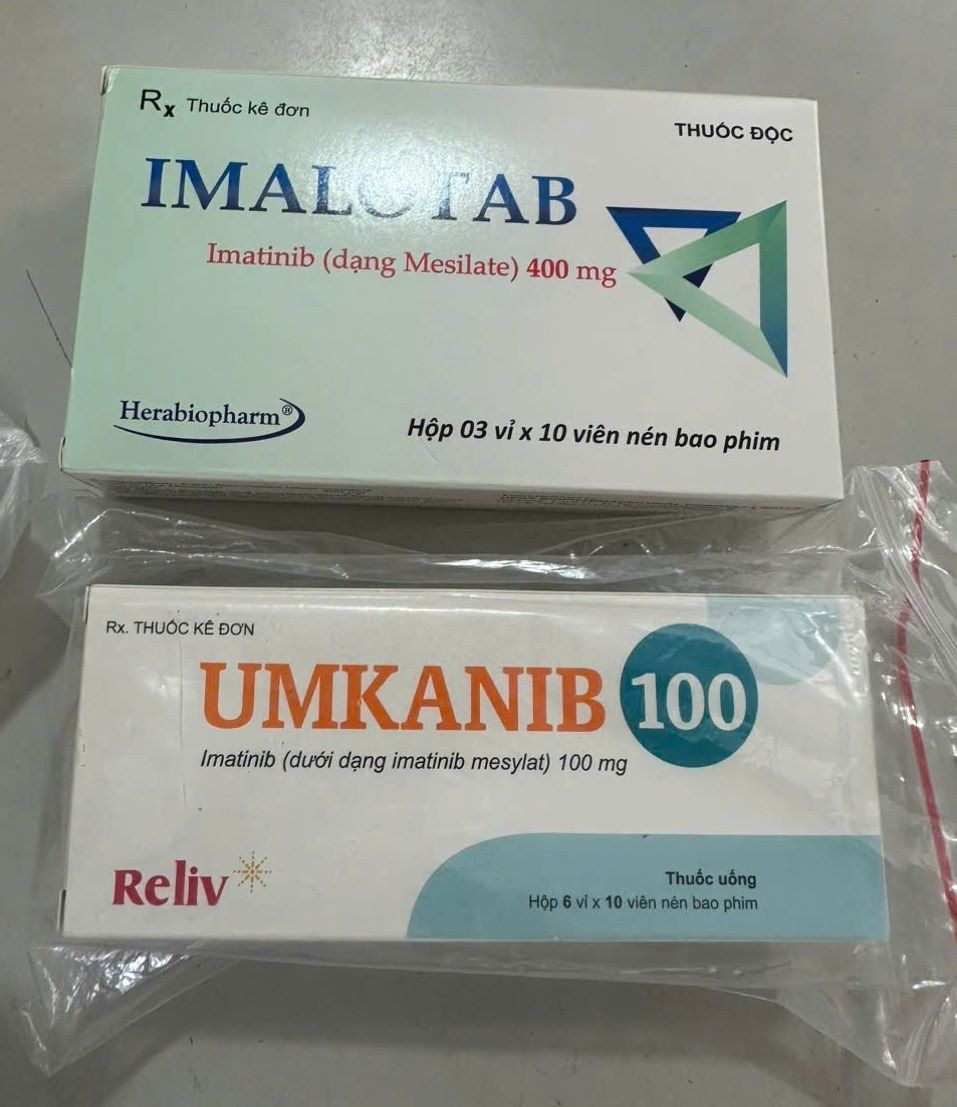 Rx Thuốc kê đơn
THUỐC ĐỘC
IMALOTAB
Imatinib (dạng Mesilate) 400 mg
Herabiopharm®
Hộp 03 vỉ x 10 viên nén bao phim
Rx. THUỐC KÊ ĐƠN
UMKANIB 100
Imatinib (dưới dạng imatinib mesylat) 100 mg
Reliv
Thuốc uống
Hộp 6 vỉ x 10 viên nén bao phim